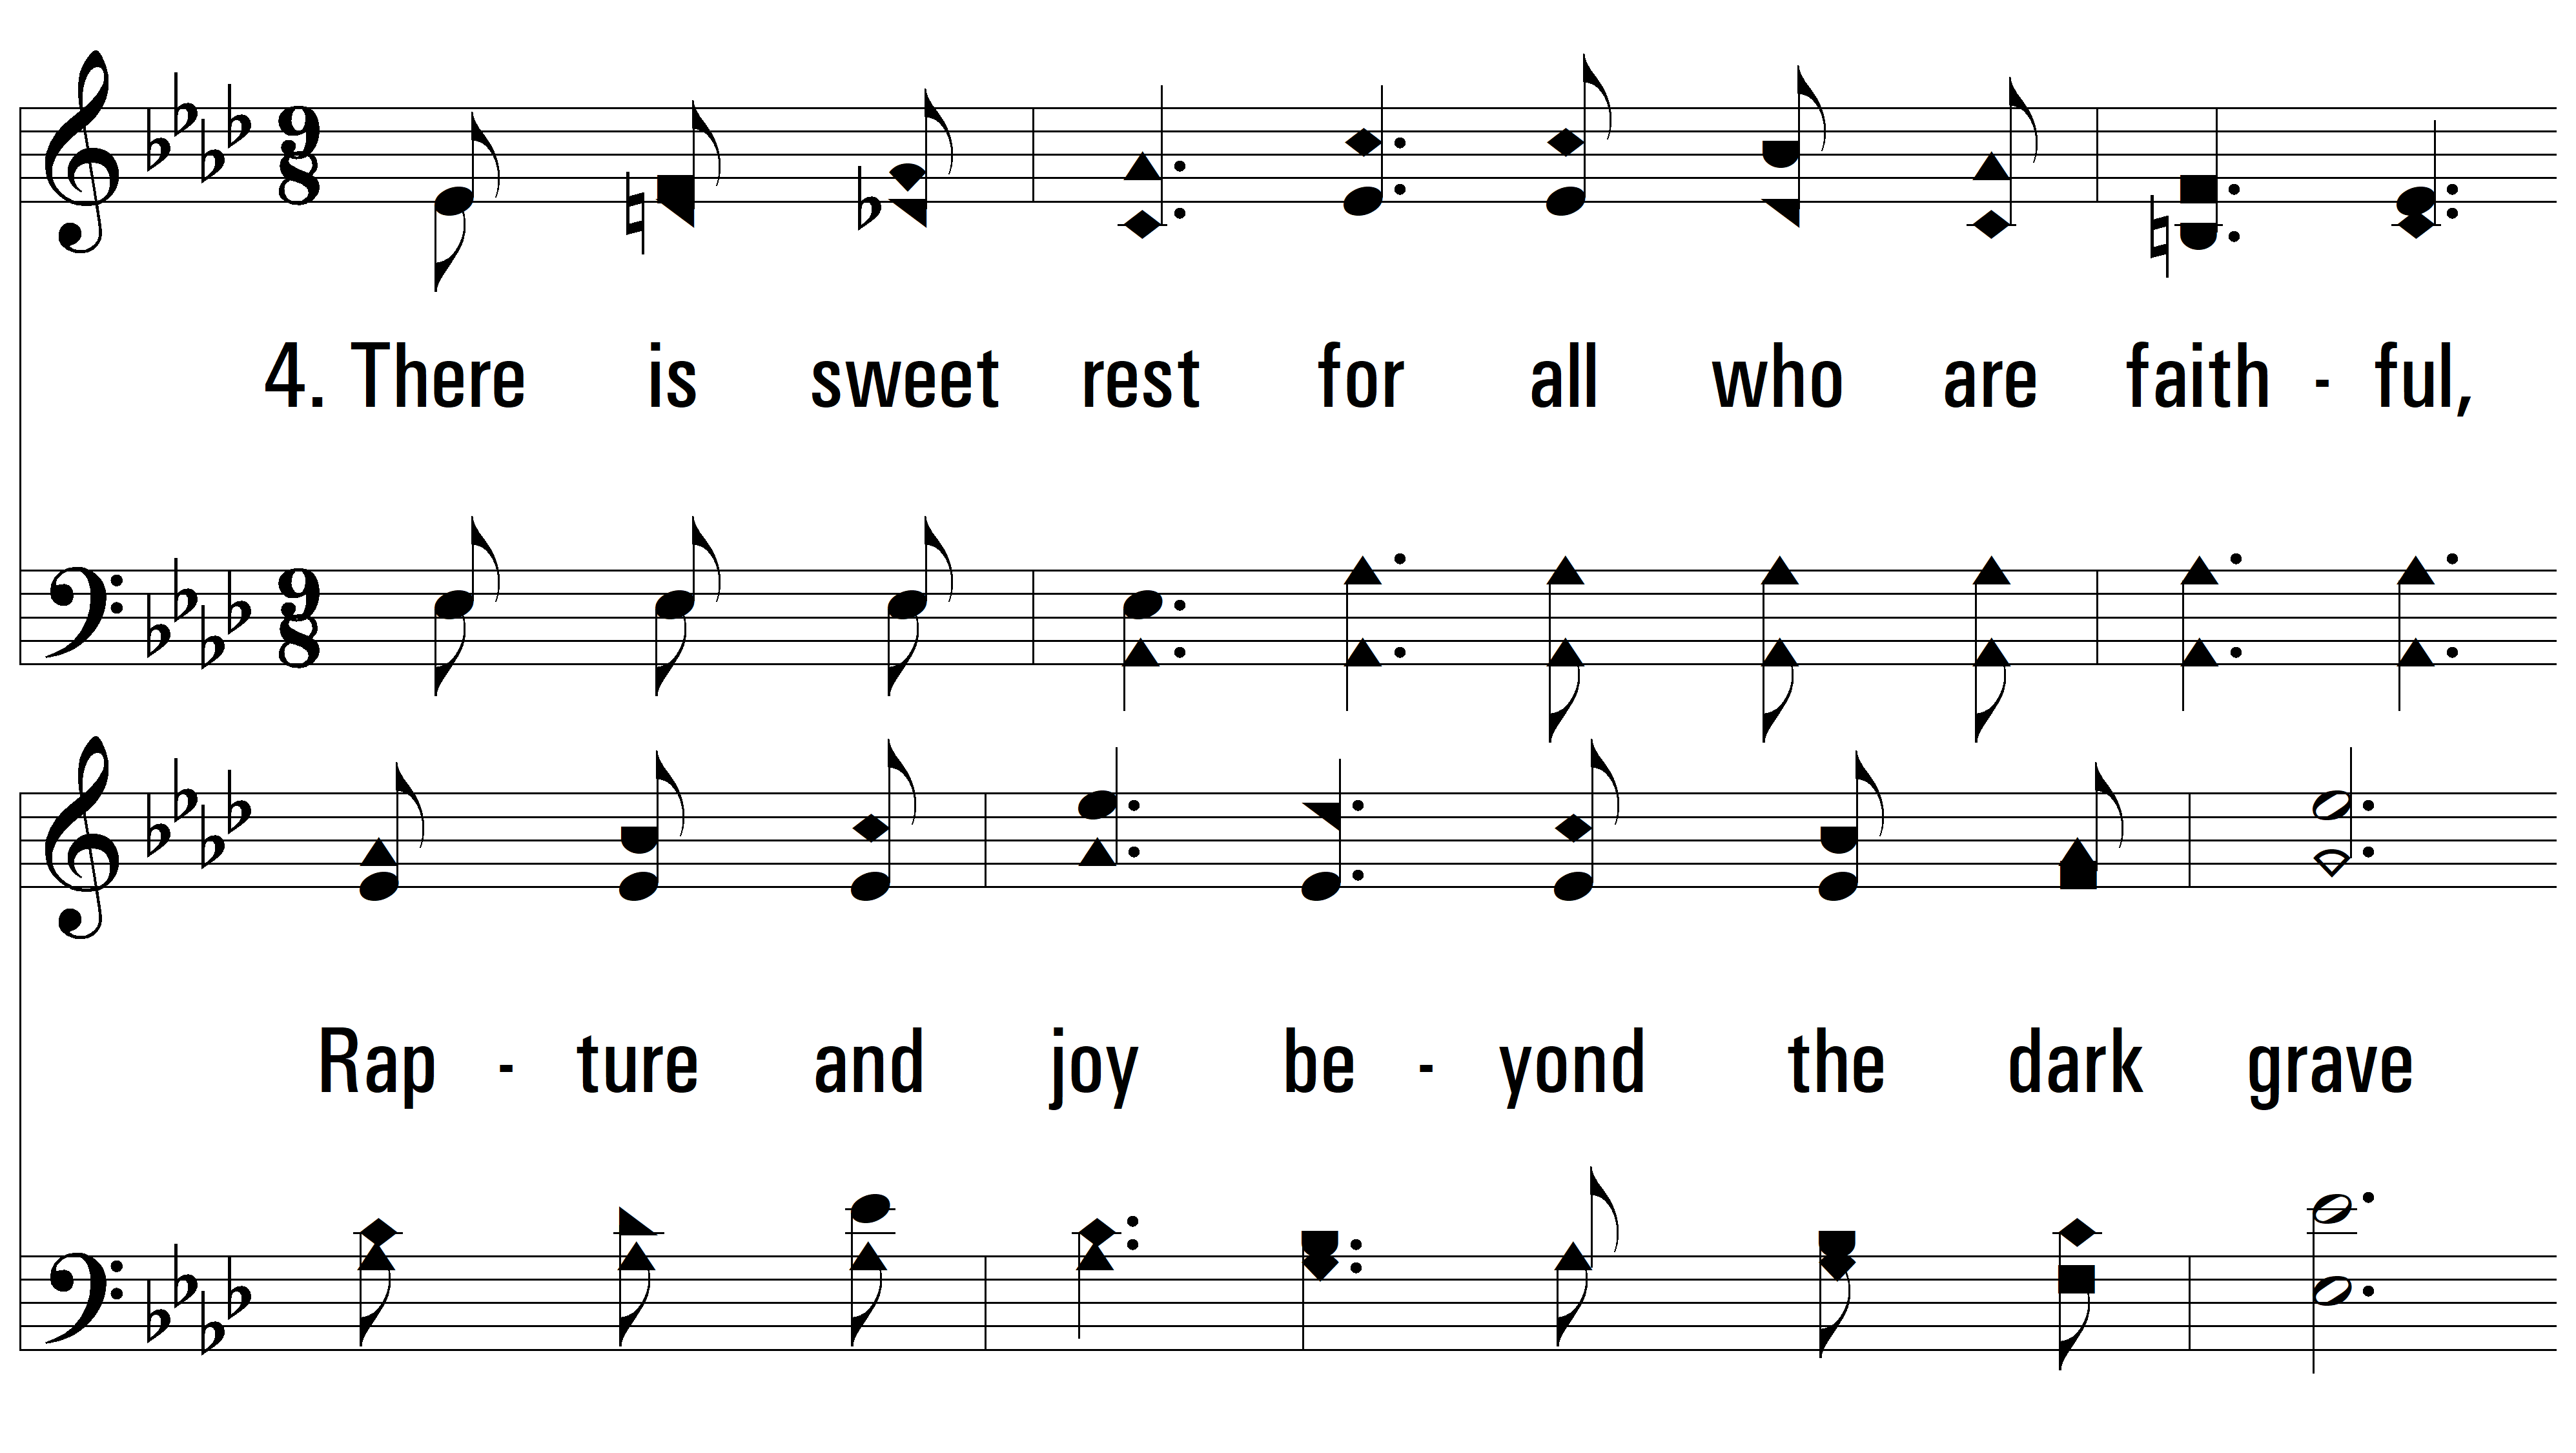 4. There is sweet rest for all who are faith - ful,
Rap - ture and joy be - yond the dark grave